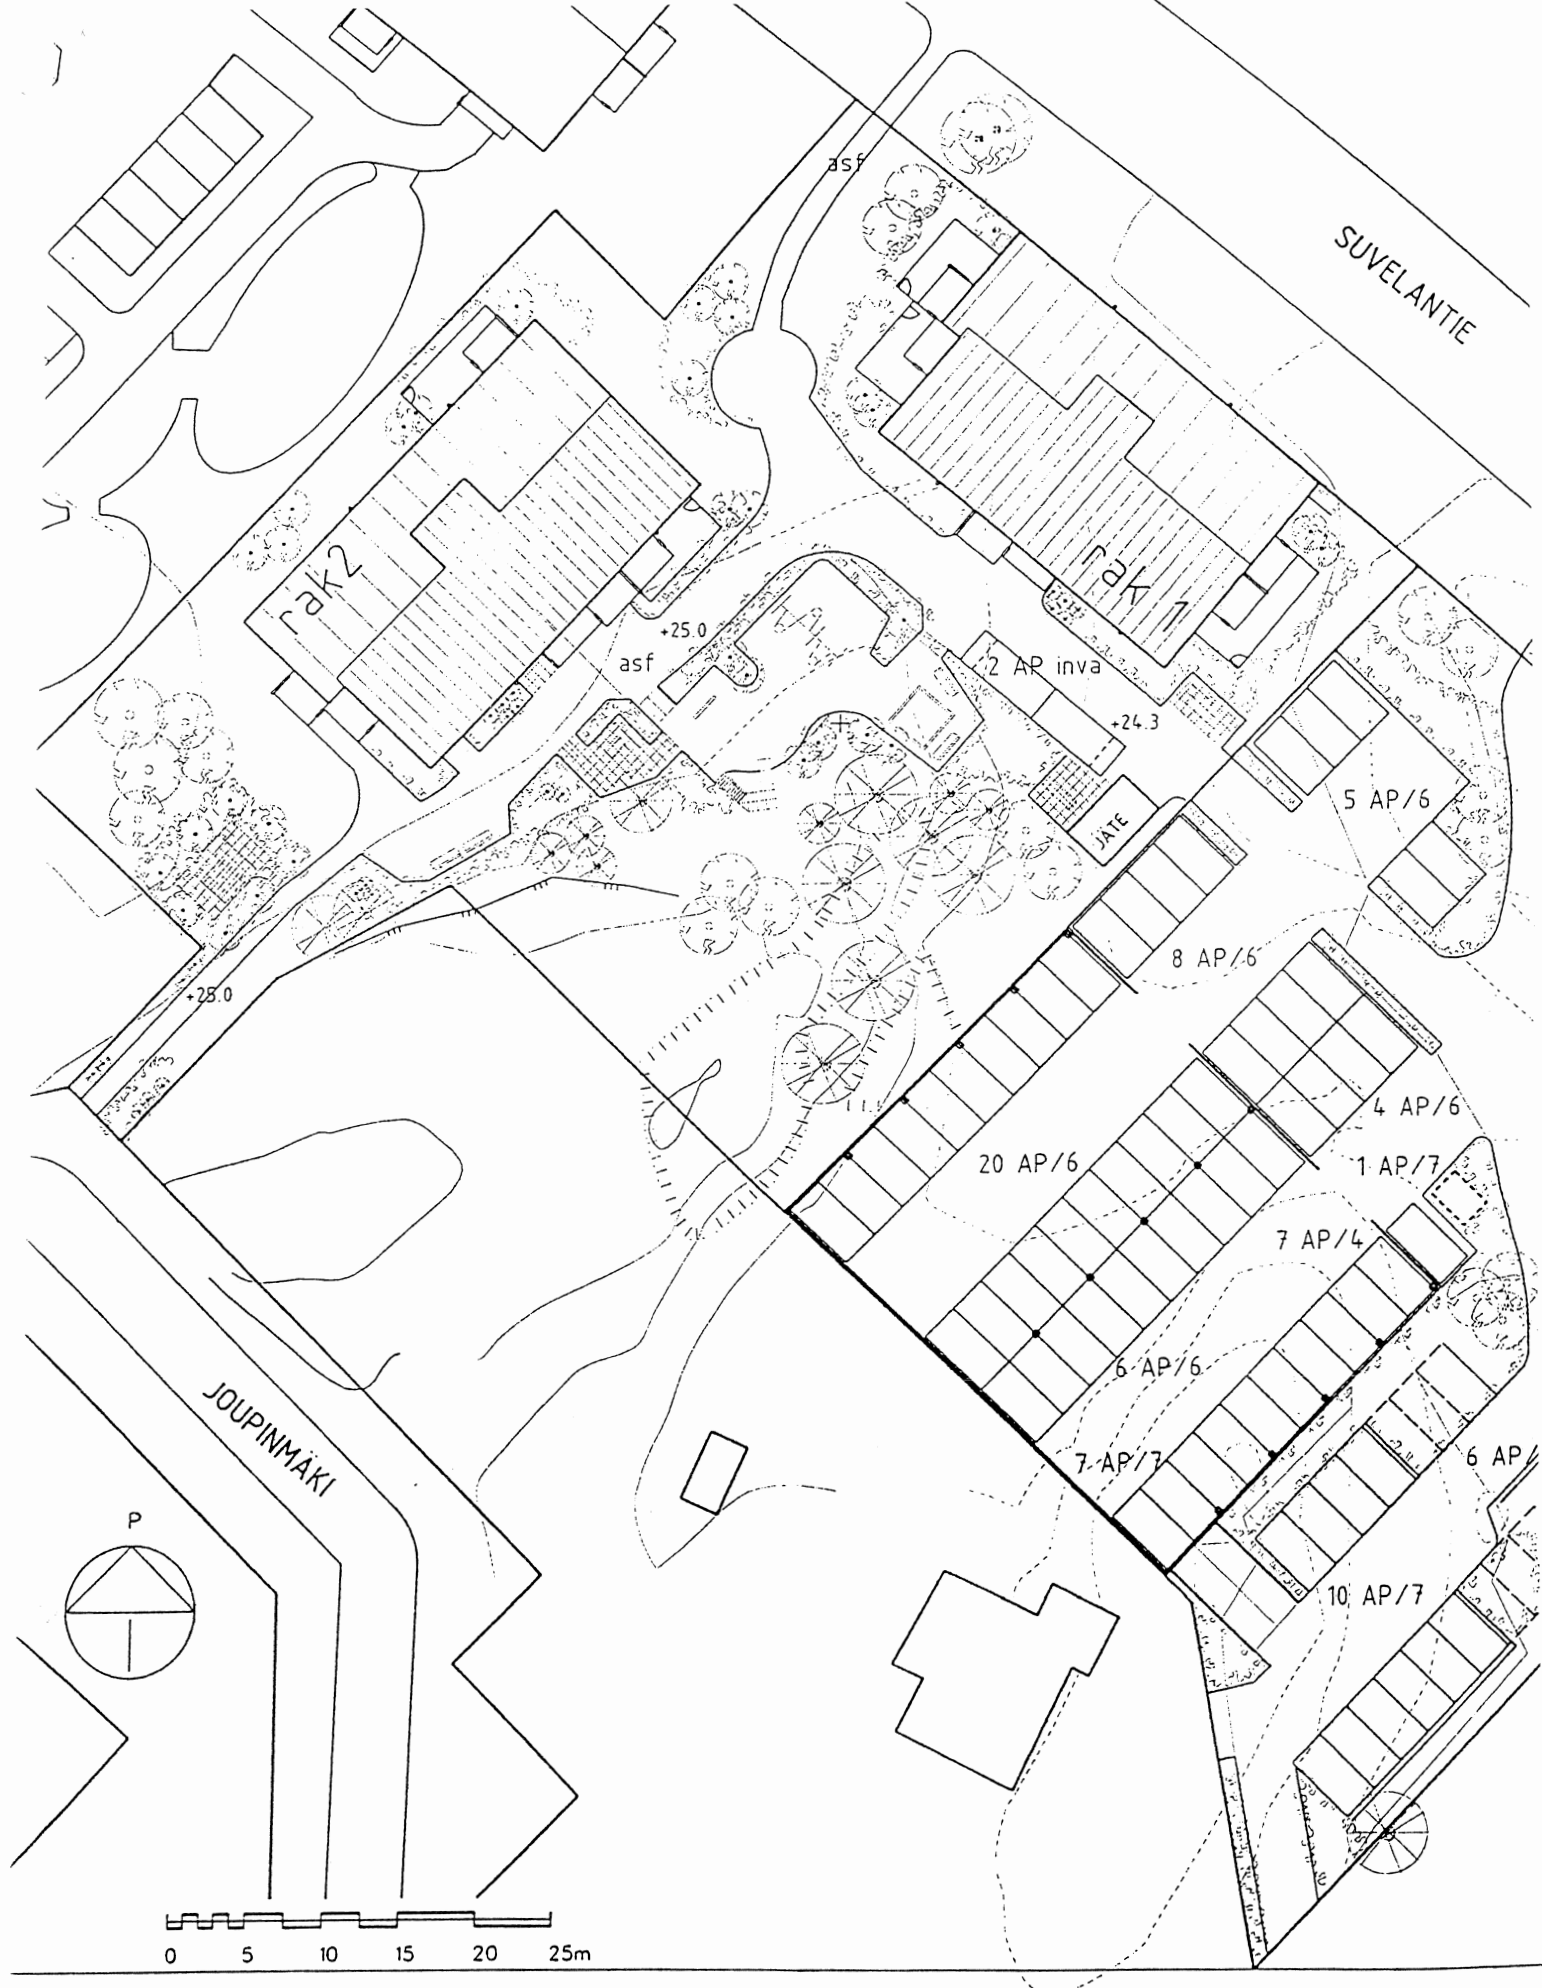 asf
SUVELANTIE
rak2
rak 1
+25.0
asf
2 AP inva
+24.3
5 AP/6
JÄTE
8 AP/6
+25.0
4 AP/6
20 AP/6
1 AP/7
7 AP/4
6 AP/6
JOUPINMÄKI
7 AP/7
6 AP/
P
10 AP/7
0 5 10 15 20 25m